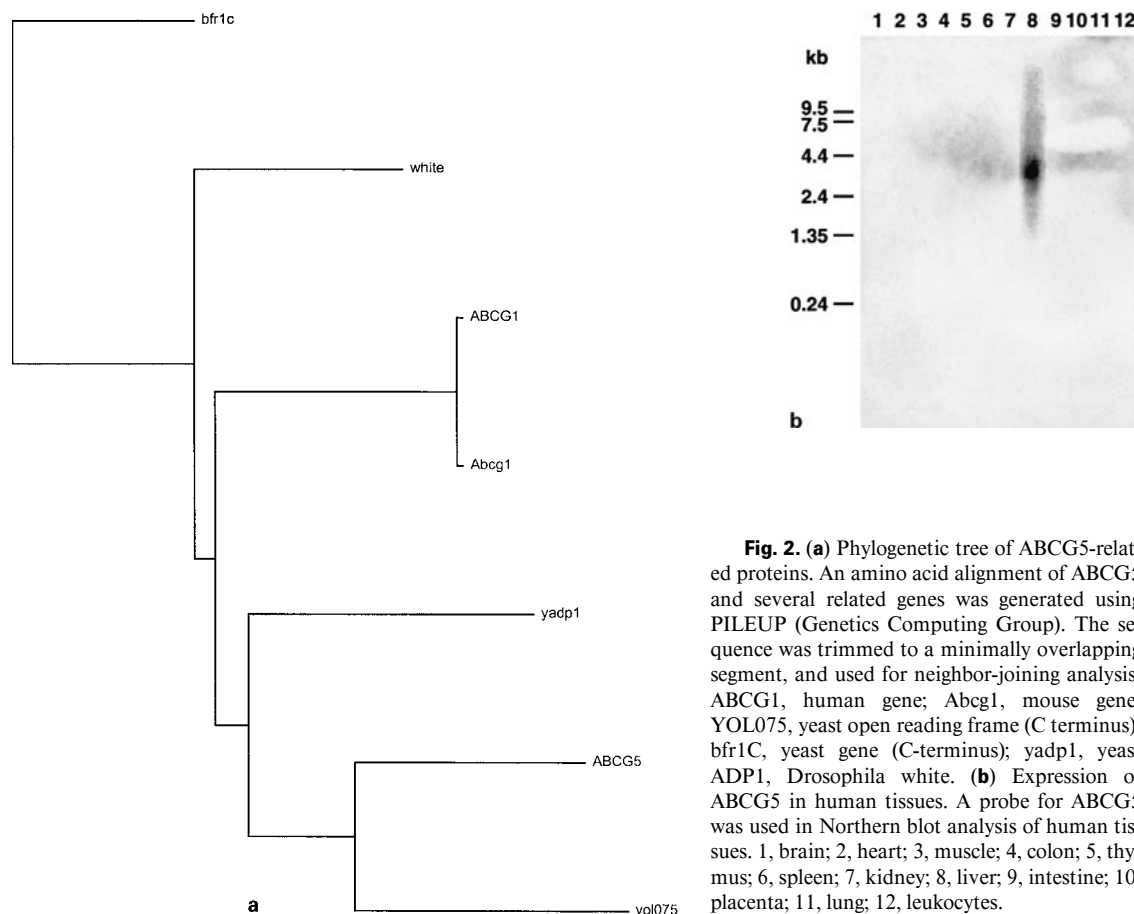 bfr1c
white
ABCG1
Abcg1
yadp1
ABCG5
yol075
a
1 2 3 4 5 6 7 8 9 10 11 12
kb
9.5
7.5
4.4
2.4
1.35
0.24
b
Fig. 2. (a) Phylogenetic tree of ABCG5-relat-
ed proteins. An amino acid alignment of ABCG5
and several related genes was generated using
PILEUP (Genetics Computing Group). The se-
quence was trimmed to a minimally overlapping
segment, and used for neighbor-joining analysis
ABCG1, human gene; Abcg1, mouse gene
YOL075, yeast open reading frame (C terminus)
bfr1C, yeast gene (C-terminus); yadp1, yeas
ADP1, Drosophila white. (b) Expression o
ABCG5 in human tissues. A probe for ABCG5
was used in Northern blot analysis of human tis-
sues. 1, brain; 2, heart; 3, muscle; 4, colon; 5, thy
mus; 6, spleen; 7, kidney; 8, liver; 9, intestine; 10
placenta; 11, lung; 12, leukocytes.